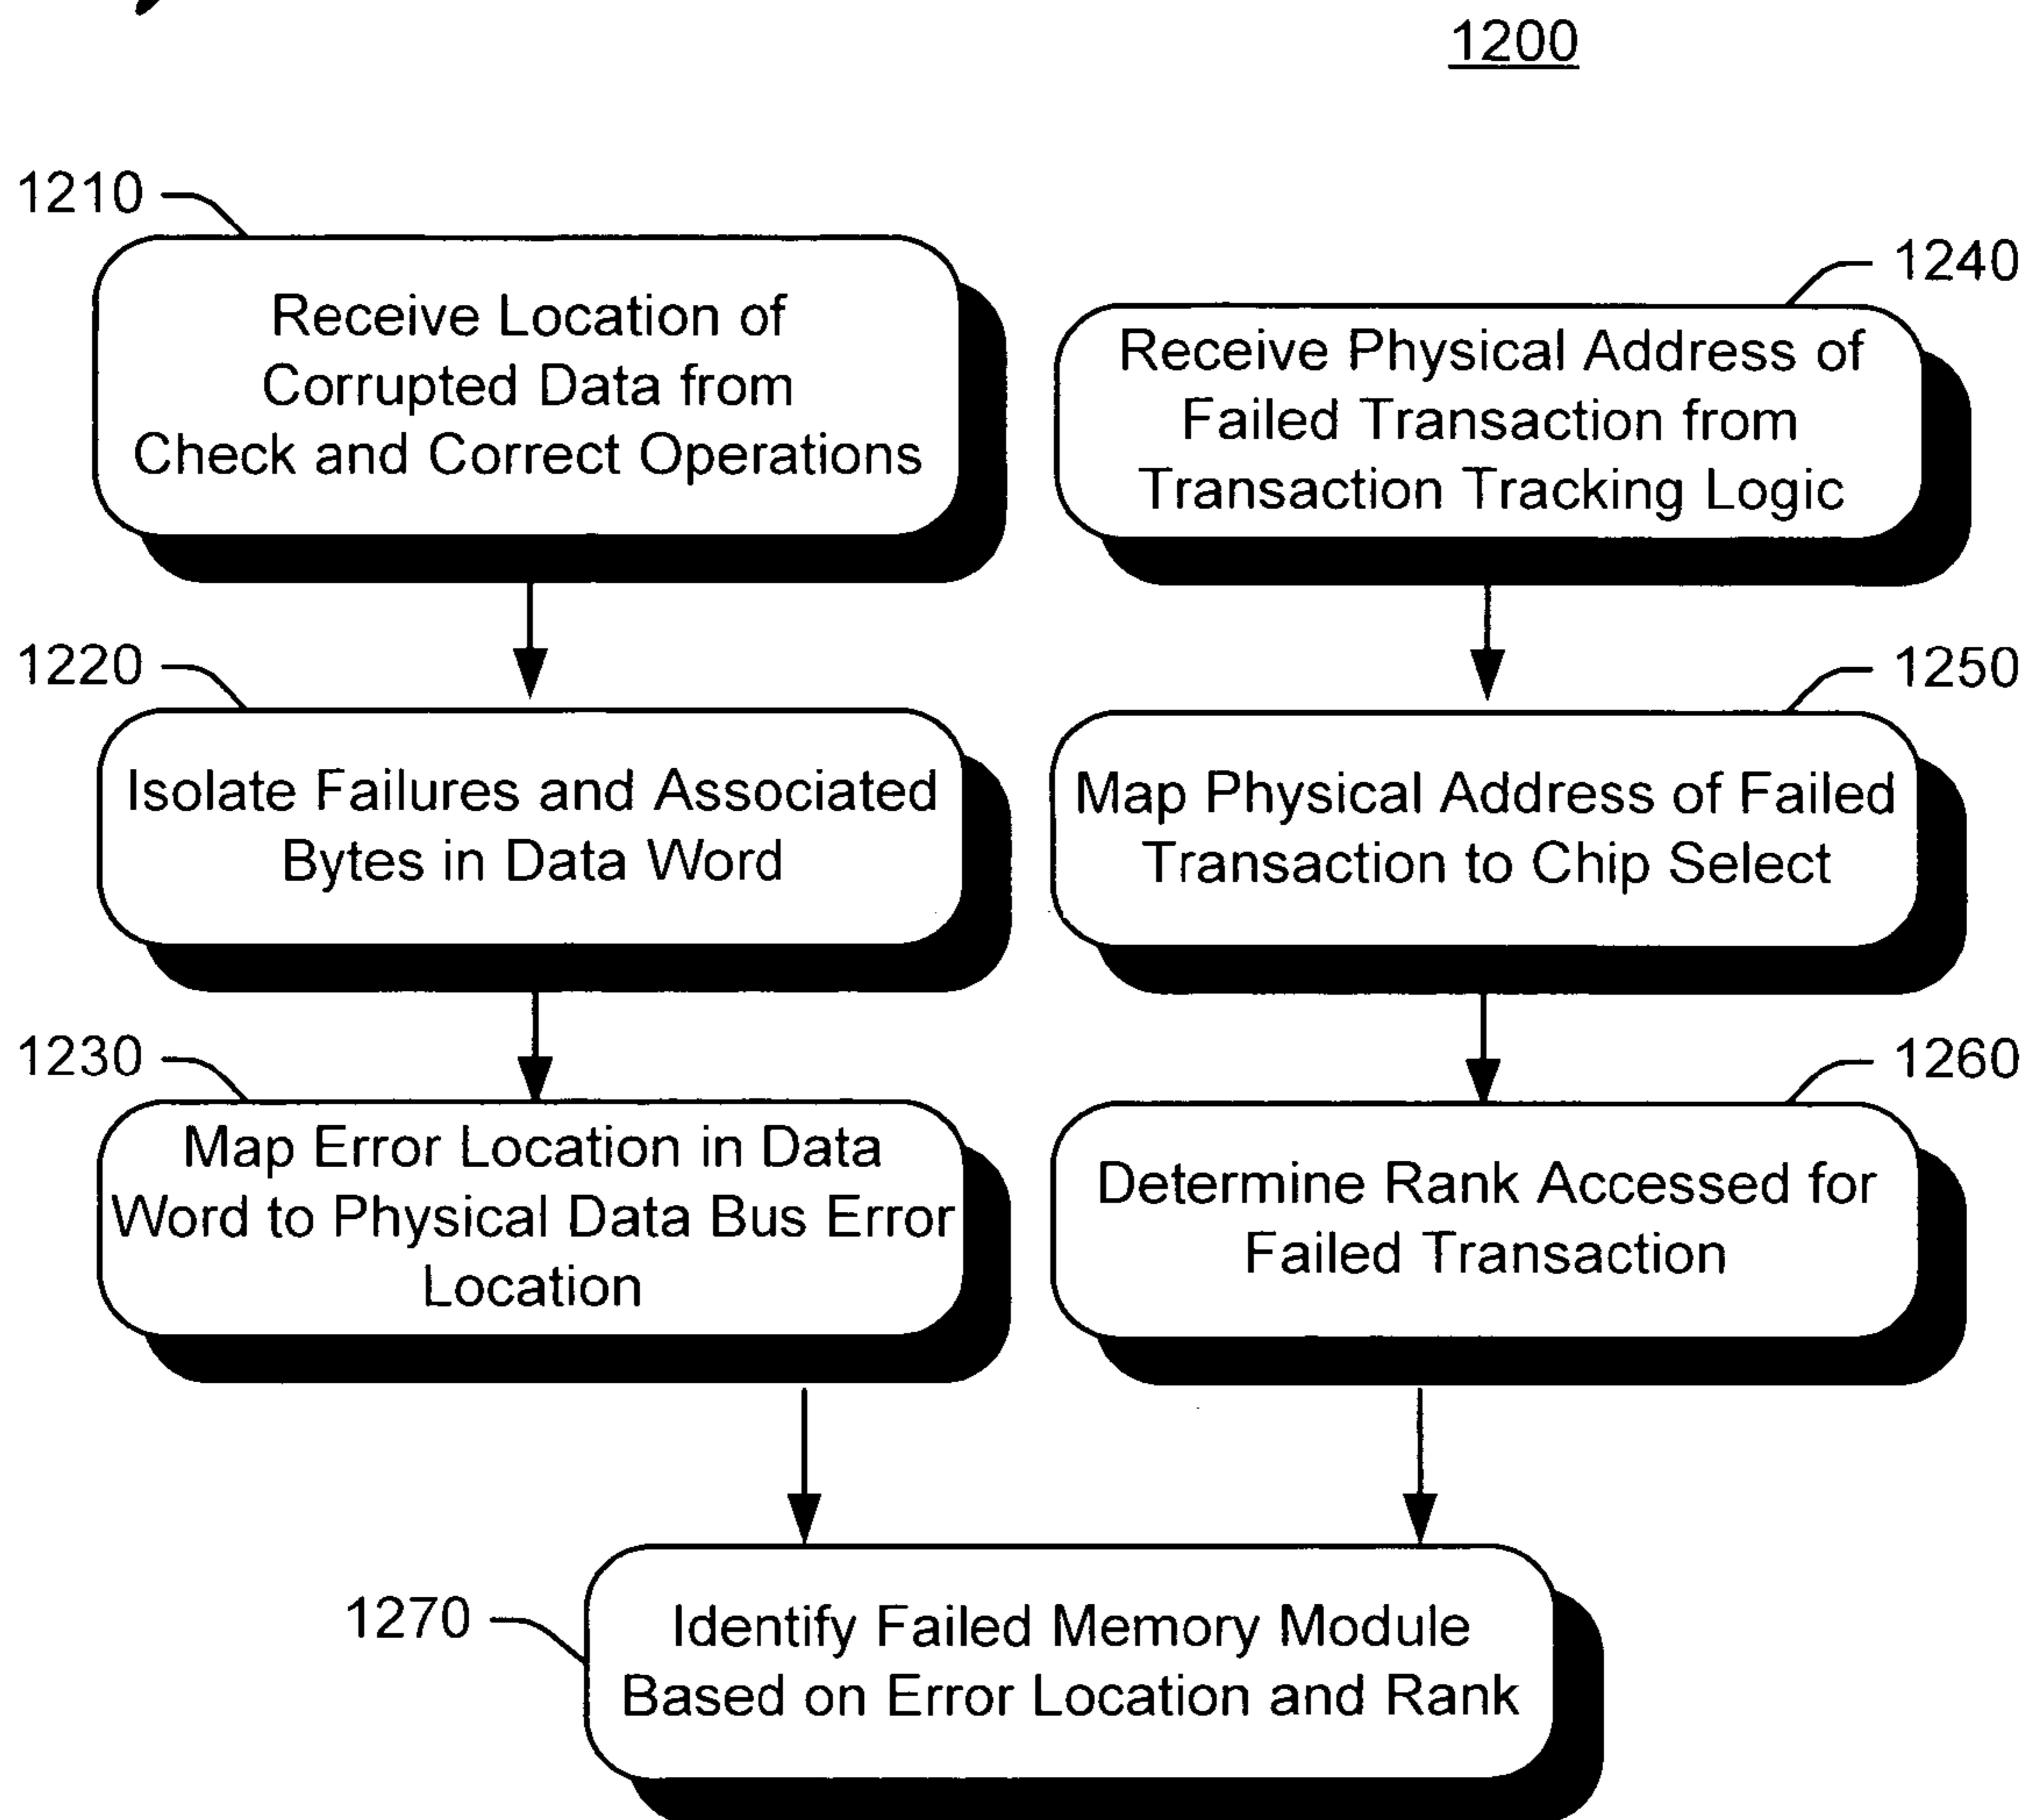 1200
1210
Receive Location of
Corrupted Data from
Check and Correct Operations
1220
Isolate Failures and Associated
Bytes in Data Word
1230
Map Error Location in Data
Word to Physical Data Bus Error
Location
1240
Receive Physical Address of
Failed Transaction from
Transaction Tracking Logic
1250
Map Physical Address of Failed
Transaction to Chip Select
1260
Determine Rank Accessed for
Failed Transaction
1270
Identify Failed Memory Module
Based on Error Location and Rank